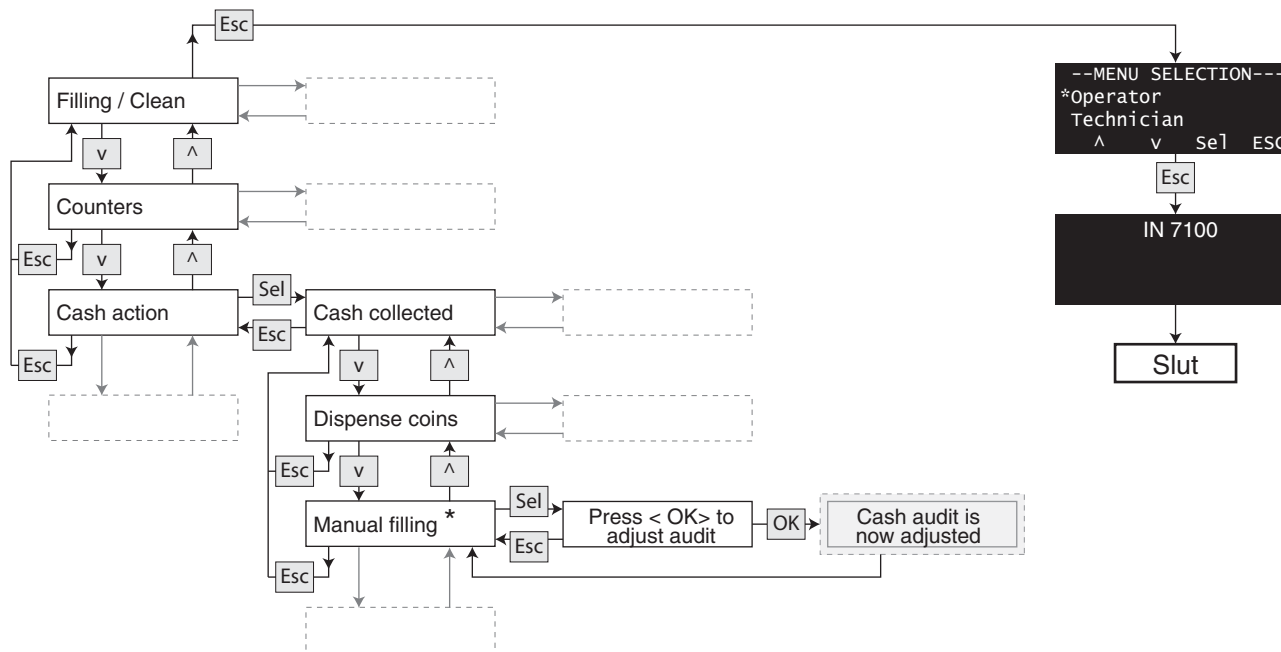 Esc
--MENU SELECTION---
*Operator
Technician
^ v Sel ESC
Esc
IN 7100
Slut
Filling / Clean
v ^
Counters
Esc v ^
Cash action
Sel
Esc
Esc
Cash collected
v ^
Dispense coins
Esc v ^
Manual filling *
Sel
Esc
Esc
Press < OK> to
adjust audit
OK
Cash audit is
now adjusted